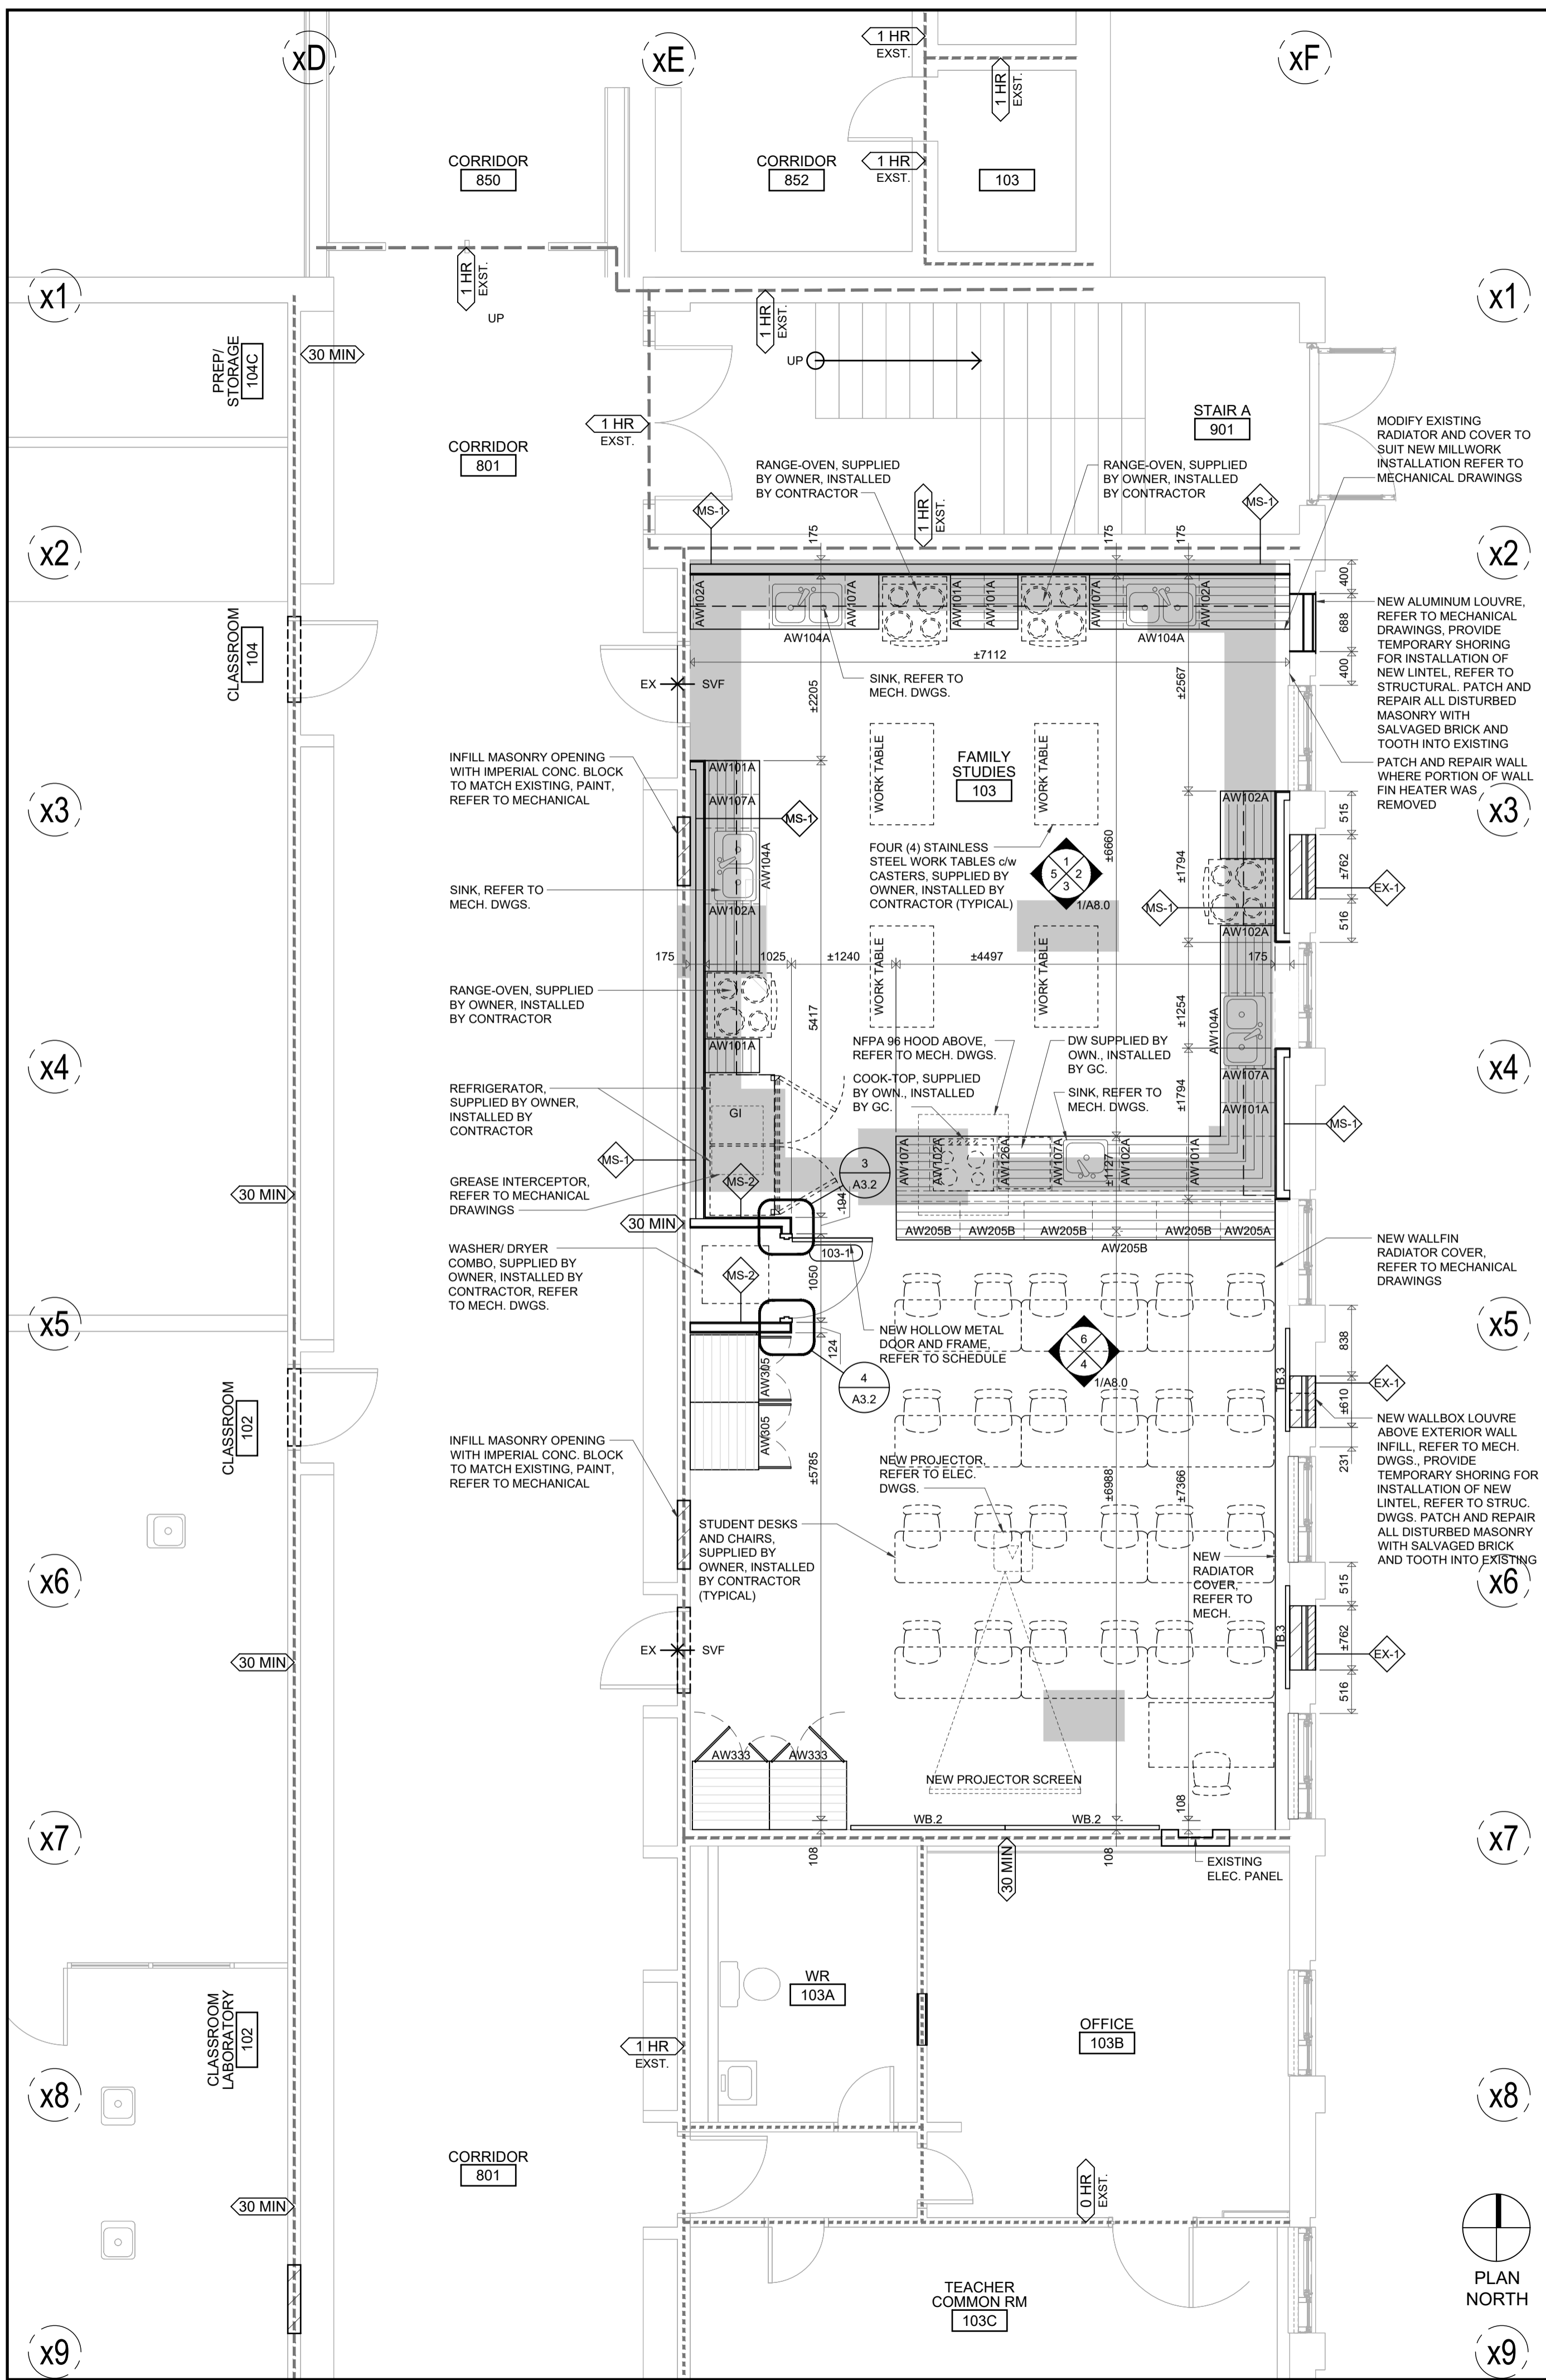 xD
xE
xF
1 HR
EXST.
1 HR
EXST.
CORRIDOR
850
CORRIDOR
852
1 HR
EXST.
103
x1
1 HR
EXST.
UP
1 HR
EXST.
x1
PREP/
STORAGE
104C
30 MIN
UP
1 HR
EXST.
STAIR A
901
CORRIDOR
801
MODIFY EXISTING
RADIATOR AND COVER TO
SUIT NEW MILLWORK
INSTALLATION REFER TO
MECHANICAL DRAWINGS
RANGE-OVEN, SUPPLIED
BY OWNER, INSTALLED
BY CONTRACTOR
RANGE-OVEN, SUPPLIED
BY OWNER, INSTALLED
BY CONTRACTOR
MS-1
1 HR
EXST.
MS-1
x2
175
175
175
x2
400
688
400
AW102A
AW107A
AW101A
AW101A
AW107A
AW102A
AW104A
AW104A
±7112
NEW ALUMINUM LOUVRE,
REFER TO MECHANICAL
DRAWINGS, PROVIDE
TEMPORARY SHORING
FOR INSTALLATION OF
NEW LINTEL, REFER TO
STRUCTURAL. PATCH AND
REPAIR ALL DISTURBED
MASONRY WITH
SALVAGED BRICK AND
TOOTH INTO EXISTING
CLASSROOM
104
EX
SVF
±2205
SINK, REFER TO
MECH. DWGS.
±2567
WORK TABLE
FAMILY
STUDIES
103
WORK TABLE
INFILL MASONRY OPENING
WITH IMPERIAL CONC. BLOCK
TO MATCH EXISTING, PAINT,
REFER TO MECHANICAL
PATCH AND REPAIR WALL
WHERE PORTION OF WALL
FIN HEATER WAS
REMOVED
x3
AW101A
AW107A
MS-1
AW102A
515
x3
AW104A
FOUR (4) STAINLESS
STEEL WORK TABLES c/w
CASTERS, SUPPLIED BY
OWNER, INSTALLED BY
CONTRACTOR (TYPICAL)
1
5 2
3
1/A8.0
±6660
±1794
±762
EX-1
SINK, REFER TO
MECH. DWGS.
AW102A
MS-1
516
AW102A
175
1025
±1240
±4497
175
WORK TABLE
WORK TABLE
RANGE-OVEN, SUPPLIED
BY OWNER, INSTALLED
BY CONTRACTOR
5417
±1254
AW104A
AW101A
x4
NFPA 96 HOOD ABOVE,
REFER TO MECH. DWGS.
DW SUPPLIED BY
OWN., INSTALLED
BY GC.
AW107A
x4
REFRIGERATOR,
SUPPLIED BY OWNER,
INSTALLED BY
CONTRACTOR
GI
COOK-TOP, SUPPLIED
BY OWN., INSTALLED
BY GC.
SINK, REFER TO
MECH. DWGS.
±1794
AW101A
MS-1
MS-1
AW107A
AW102A
AW126A
AW107A
±1127
AW102A
AW101A
3
A3.2
GREASE INTERCEPTOR,
REFER TO MECHANICAL
DRAWINGS
MS-2
194
30 MIN
30 MIN
AW205B
AW205B
AW205B
AW205B
AW205A
AW205B
103-1
WASHER/ DRYER
COMBO, SUPPLIED BY
OWNER, INSTALLED BY
CONTRACTOR, REFER
TO MECH. DWGS.
MS-2
1050
NEW WALLFIN
RADIATOR COVER,
REFER TO MECHANICAL
DRAWINGS
x5
124
NEW HOLLOW METAL
DOOR AND FRAME,
REFER TO SCHEDULE
6
4
1/A8.0
838
x5
CLASSROOM
102
AW305
4
A3.2
TB.3
±610
EX-1
AW305
INFILL MASONRY OPENING
WITH IMPERIAL CONC. BLOCK
TO MATCH EXISTING, PAINT,
REFER TO MECHANICAL
±5785
NEW PROJECTOR,
REFER TO ELEC.
DWGS.
±6988
±7366
231
NEW WALLBOX LOUVRE
ABOVE EXTERIOR WALL
INFILL, REFER TO MECH.
DWGS., PROVIDE
TEMPORARY SHORING FOR
INSTALLATION OF NEW
LINTEL, REFER TO STRUC.
DWGS. PATCH AND REPAIR
ALL DISTURBED MASONRY
WITH SALVAGED BRICK
AND TOOTH INTO EXISTING
STUDENT DESKS
AND CHAIRS,
SUPPLIED BY
OWNER, INSTALLED
BY CONTRACTOR
(TYPICAL)
NEW
RADIATOR
COVER,
REFER TO
MECH.
x6
515
x6
30 MIN
EX
SVF
TB.3
±762
EX-1
516
AW333
AW333
NEW PROJECTOR SCREEN
108
x7
WB.2
WB.2
x7
108
108
30 MIN
EXISTING
ELEC. PANEL
WR
103A
OFFICE
103B
CLASSROOM
LABORATORY
102
1 HR
EXST.
x8
x8
CORRIDOR
801
30 MIN
0 HR
EXST.
PLAN
NORTH
TEACHER
COMMON RM
103C
x9
x9